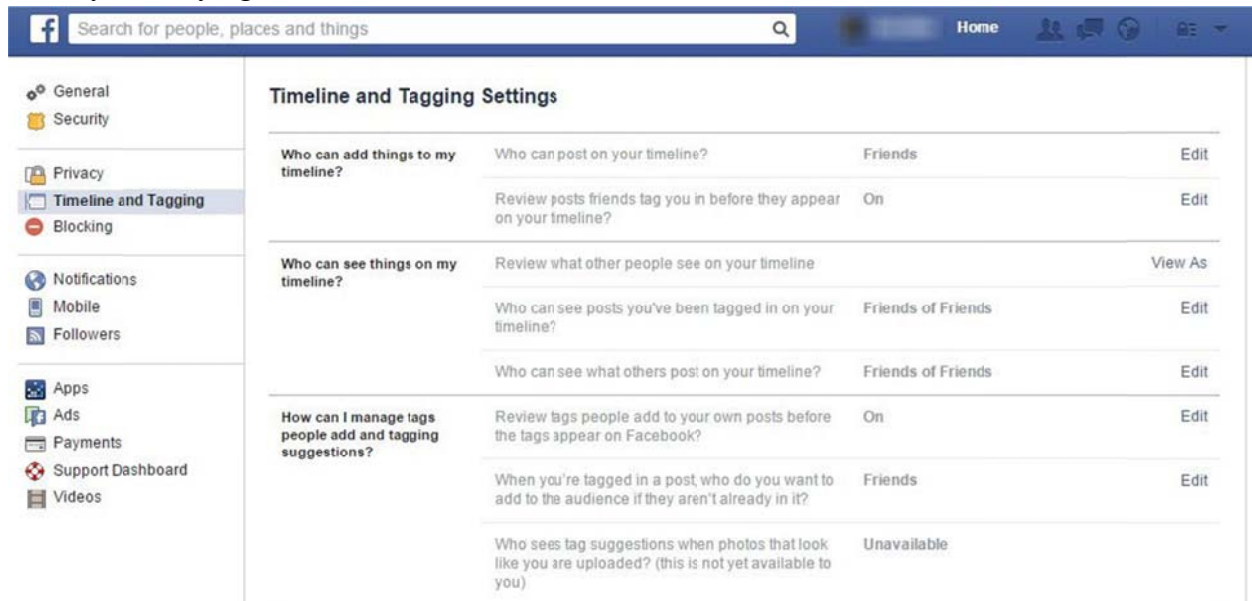 f
Search for people, places and things
Home
General
Security
Privacy
Timeline and Tagging
Blocking
Notifications
Mobile
Followers
Apps
Ads
Payments
Support Dashboard
Videos
Timeline and Tagging Settings
Who can add things to my
timeline?
Who can post on your timeline?
Friends
Edit
Review posts friends tag you in before they appear
on your timeline?
On
Edit
Who can see things on my
timeline?
Review what other people see on your timeline
View As
Who can see posts you've been tagged in on your
timeline?
Friends of Friends
Edit
Who can see what others post on your timeline?
Friends of Friends
Edit
How can I manage tags
people add and tagging
suggestions?
Review tags people add to your own posts before
the tags appear on Facebook?
On
Edit
When you're tagged in a post, who do you want to
add to the audience if they aren't already in it?
Friends
Edit
Who sees tag suggestions when photos that look
like you are uploaded? (this is not yet available to
you)
Unavailable